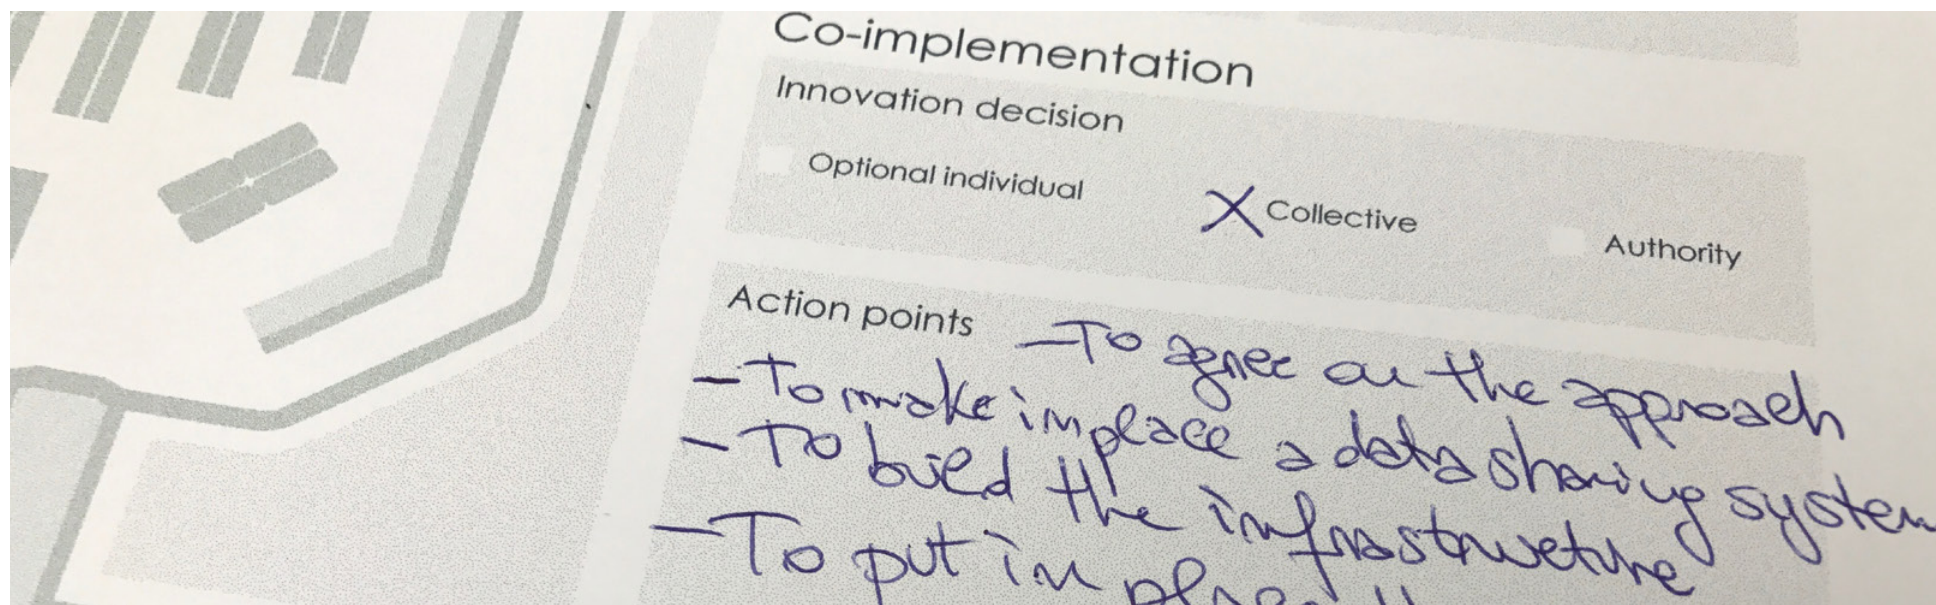 Co-implementation
Innovation decision
Optional individual
Collective
Authority
Action points
- To agree on the approach
- To make in place a data sharing system
- To build the infrastructure
- To put in place